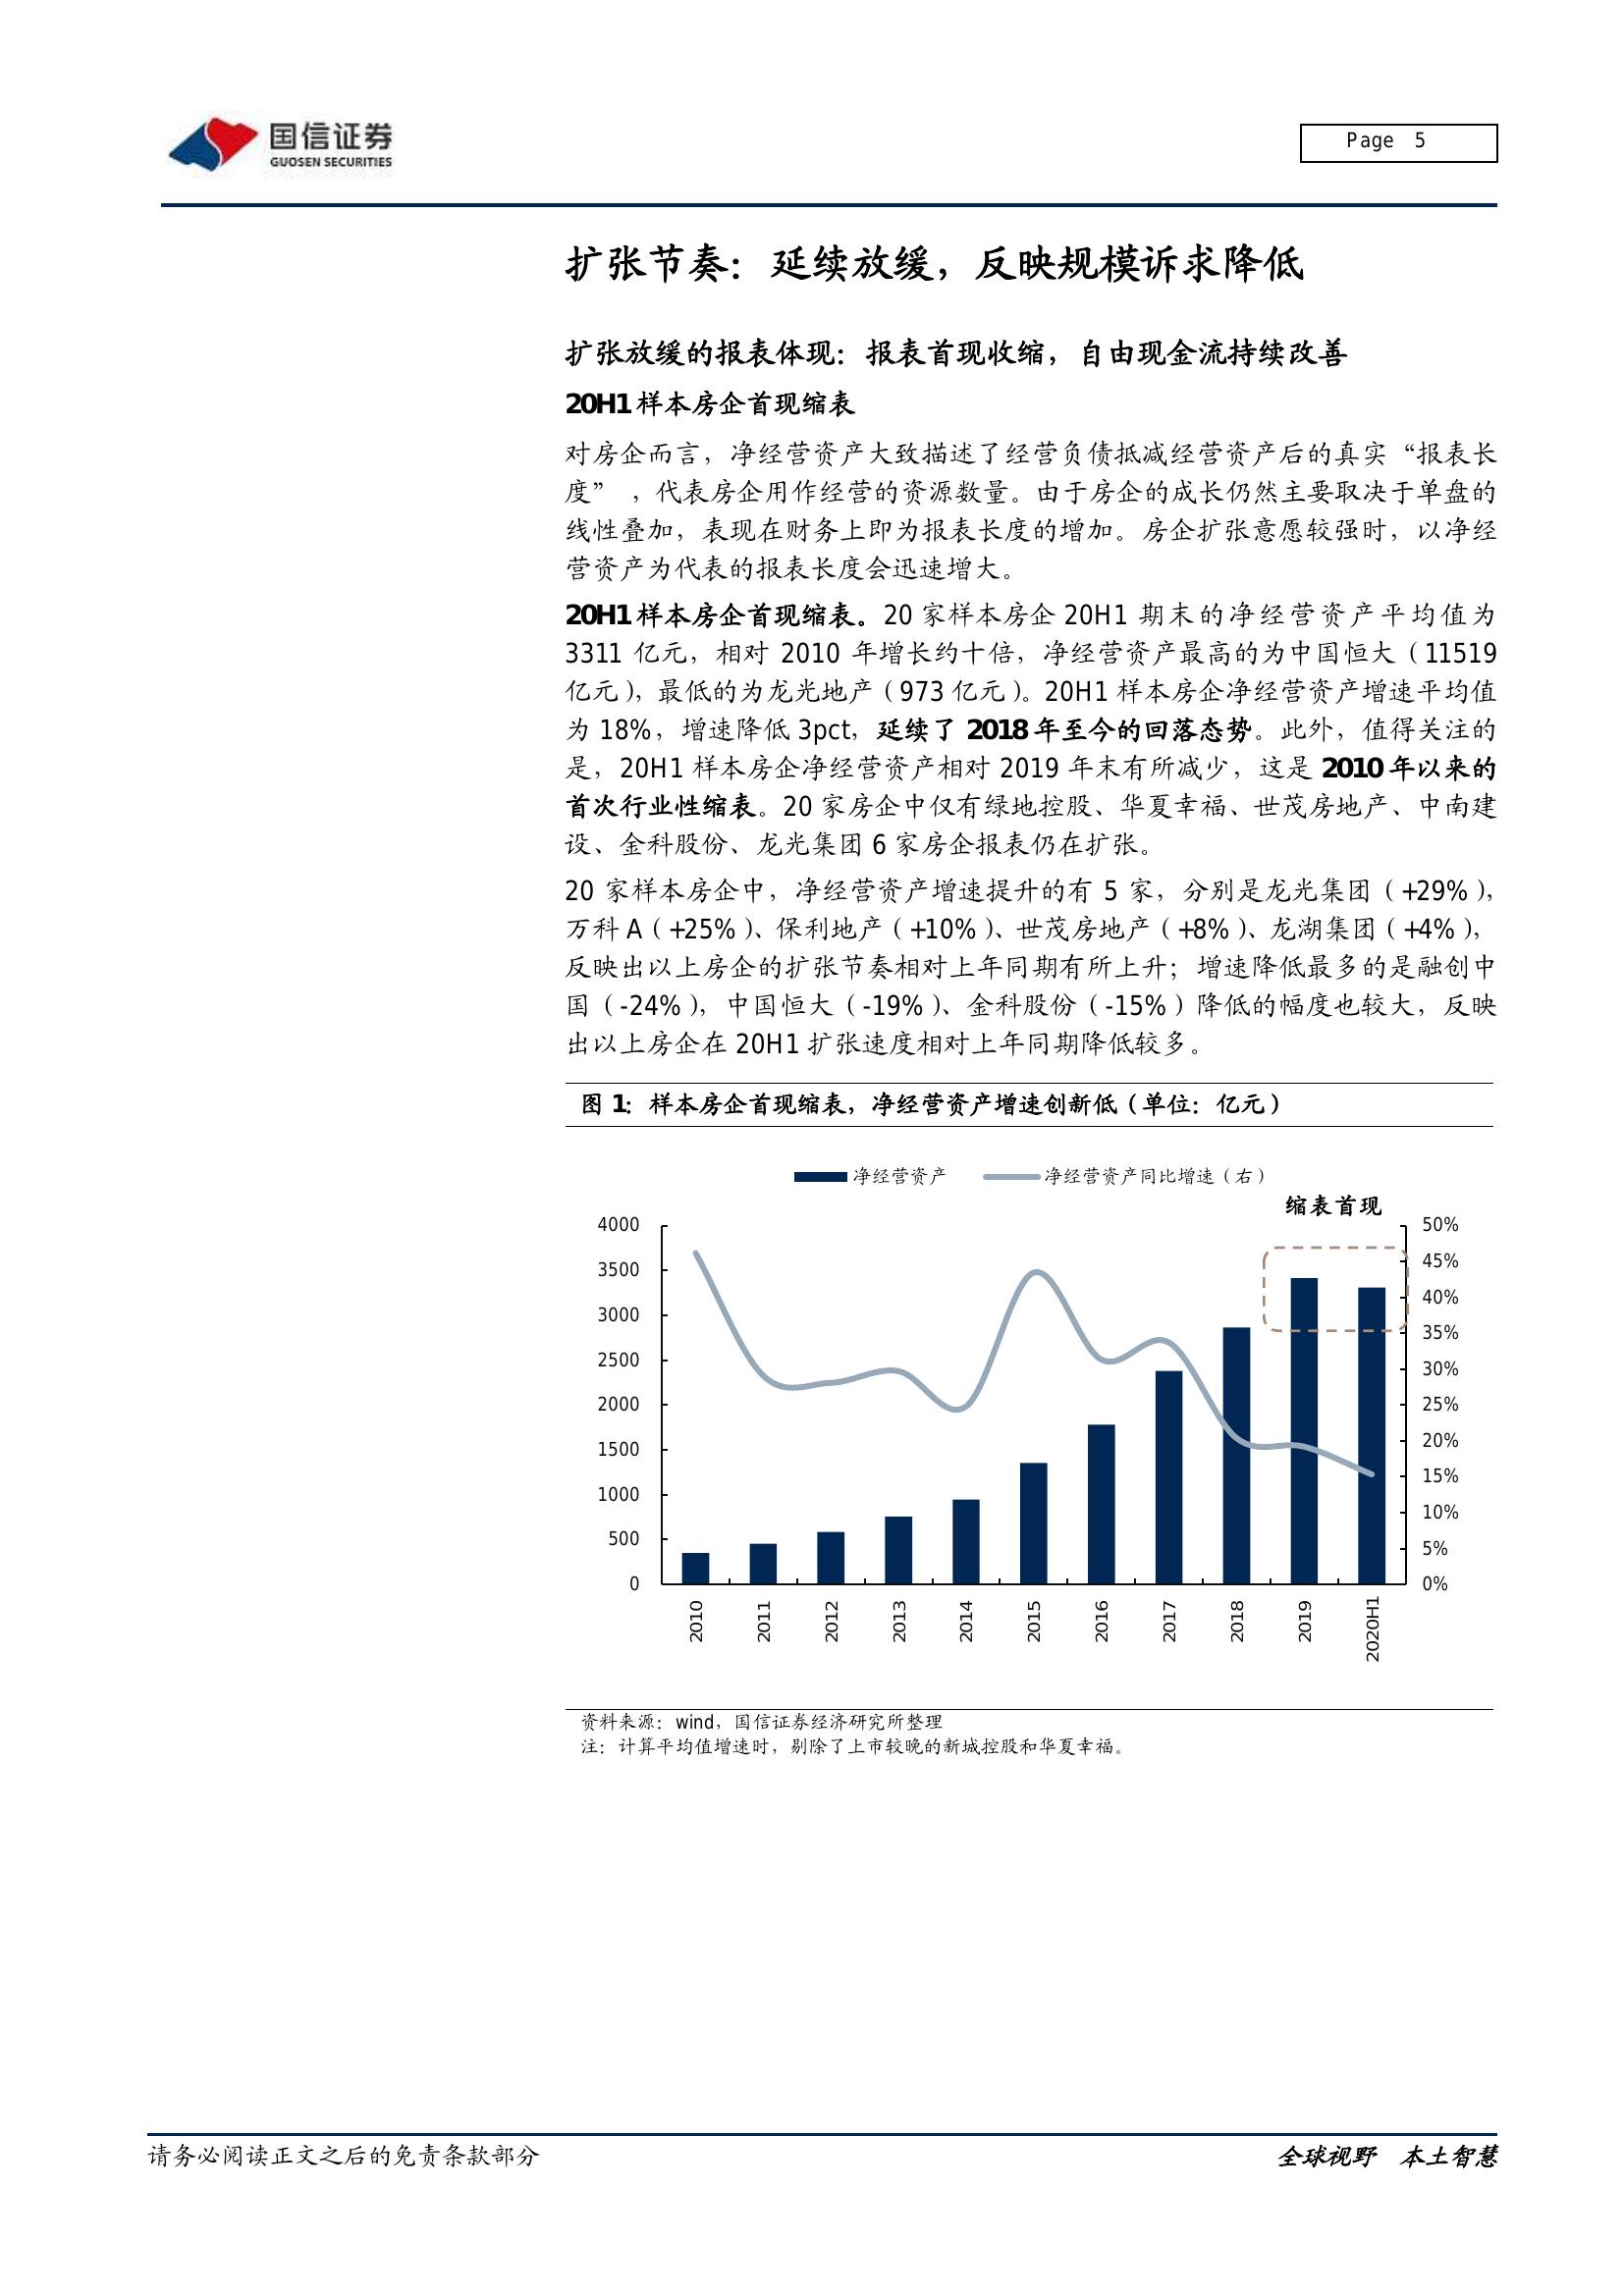 国信证券
GUOSEN SECURITIES
Page 5
扩张节奏：延续放缓，反映规模诉求降低
扩张放缓的报表体现：报表首现收缩，自由现金流持续改善
20H1 样本房企首现缩表
对房企而言，净经营资产大致描述了经营负债抵减经营资产后的真实“报表长
度”，代表房企用作经营的资源数量。由于房企的成长仍然主要取决于单盘的
线性叠加，表现在财务上即为报表长度的增加。房企扩张意愿较强时，以净经
营资产为代表的报表长度会迅速增大。
20H1 样本房企首现缩表。20 家样本房企 20H1 期末的净经营资产平均值为
3311 亿元，相对 2010 年增长约十倍，净经营资产最高的为中国恒大（11519
亿元），最低的为龙光地产（973 亿元）。20H1 样本房企净经营资产增速平均值
为 18%，增速降低 3pct，延续了 2018 年至今的回落态势。此外，值得关注的
是，20H1 样本房企净经营资产相对 2019 年末有所减少，这是 2010 年以来的
首次行业性缩表。20 家房企中仅有绿地控股、华夏幸福、世茂房地产、中南建
设、金科股份、龙光集团 6 家房企报表仍在扩张。
20 家样本房企中，净经营资产增速提升的有 5 家，分别是龙光集团（+29%），
万科 A（+25%）、保利地产（+10%）、世茂房地产（+8%）、龙湖集团（+4%），
反映出以上房企的扩张节奏相对上年同期有所上升；增速降低最多的是融创中
国（-24%），中国恒大（-19%）、金科股份（-15%）降低的幅度也较大，反映
出以上房企在 20H1 扩张速度相对上年同期降低较多。
图 1：样本房企首现缩表，净经营资产增速创新低（单位：亿元）
净经营资产 净经营资产同比增速（右）
缩表首现
4000
3500
3000
2500
2000
1500
1000
500
0
50%
45%
40%
35%
30%
25%
20%
15%
10%
5%
0%
2010
2011
2012
2013
2014
2015
2016
2017
2018
2019
2020H1
资料来源：wind，国信证券经济研究所整理
注：计算平均值增速时，剔除了上市较晚的新城控股和华夏幸福。
请务必阅读正文之后的免责条款部分
全球视野 本土智慧